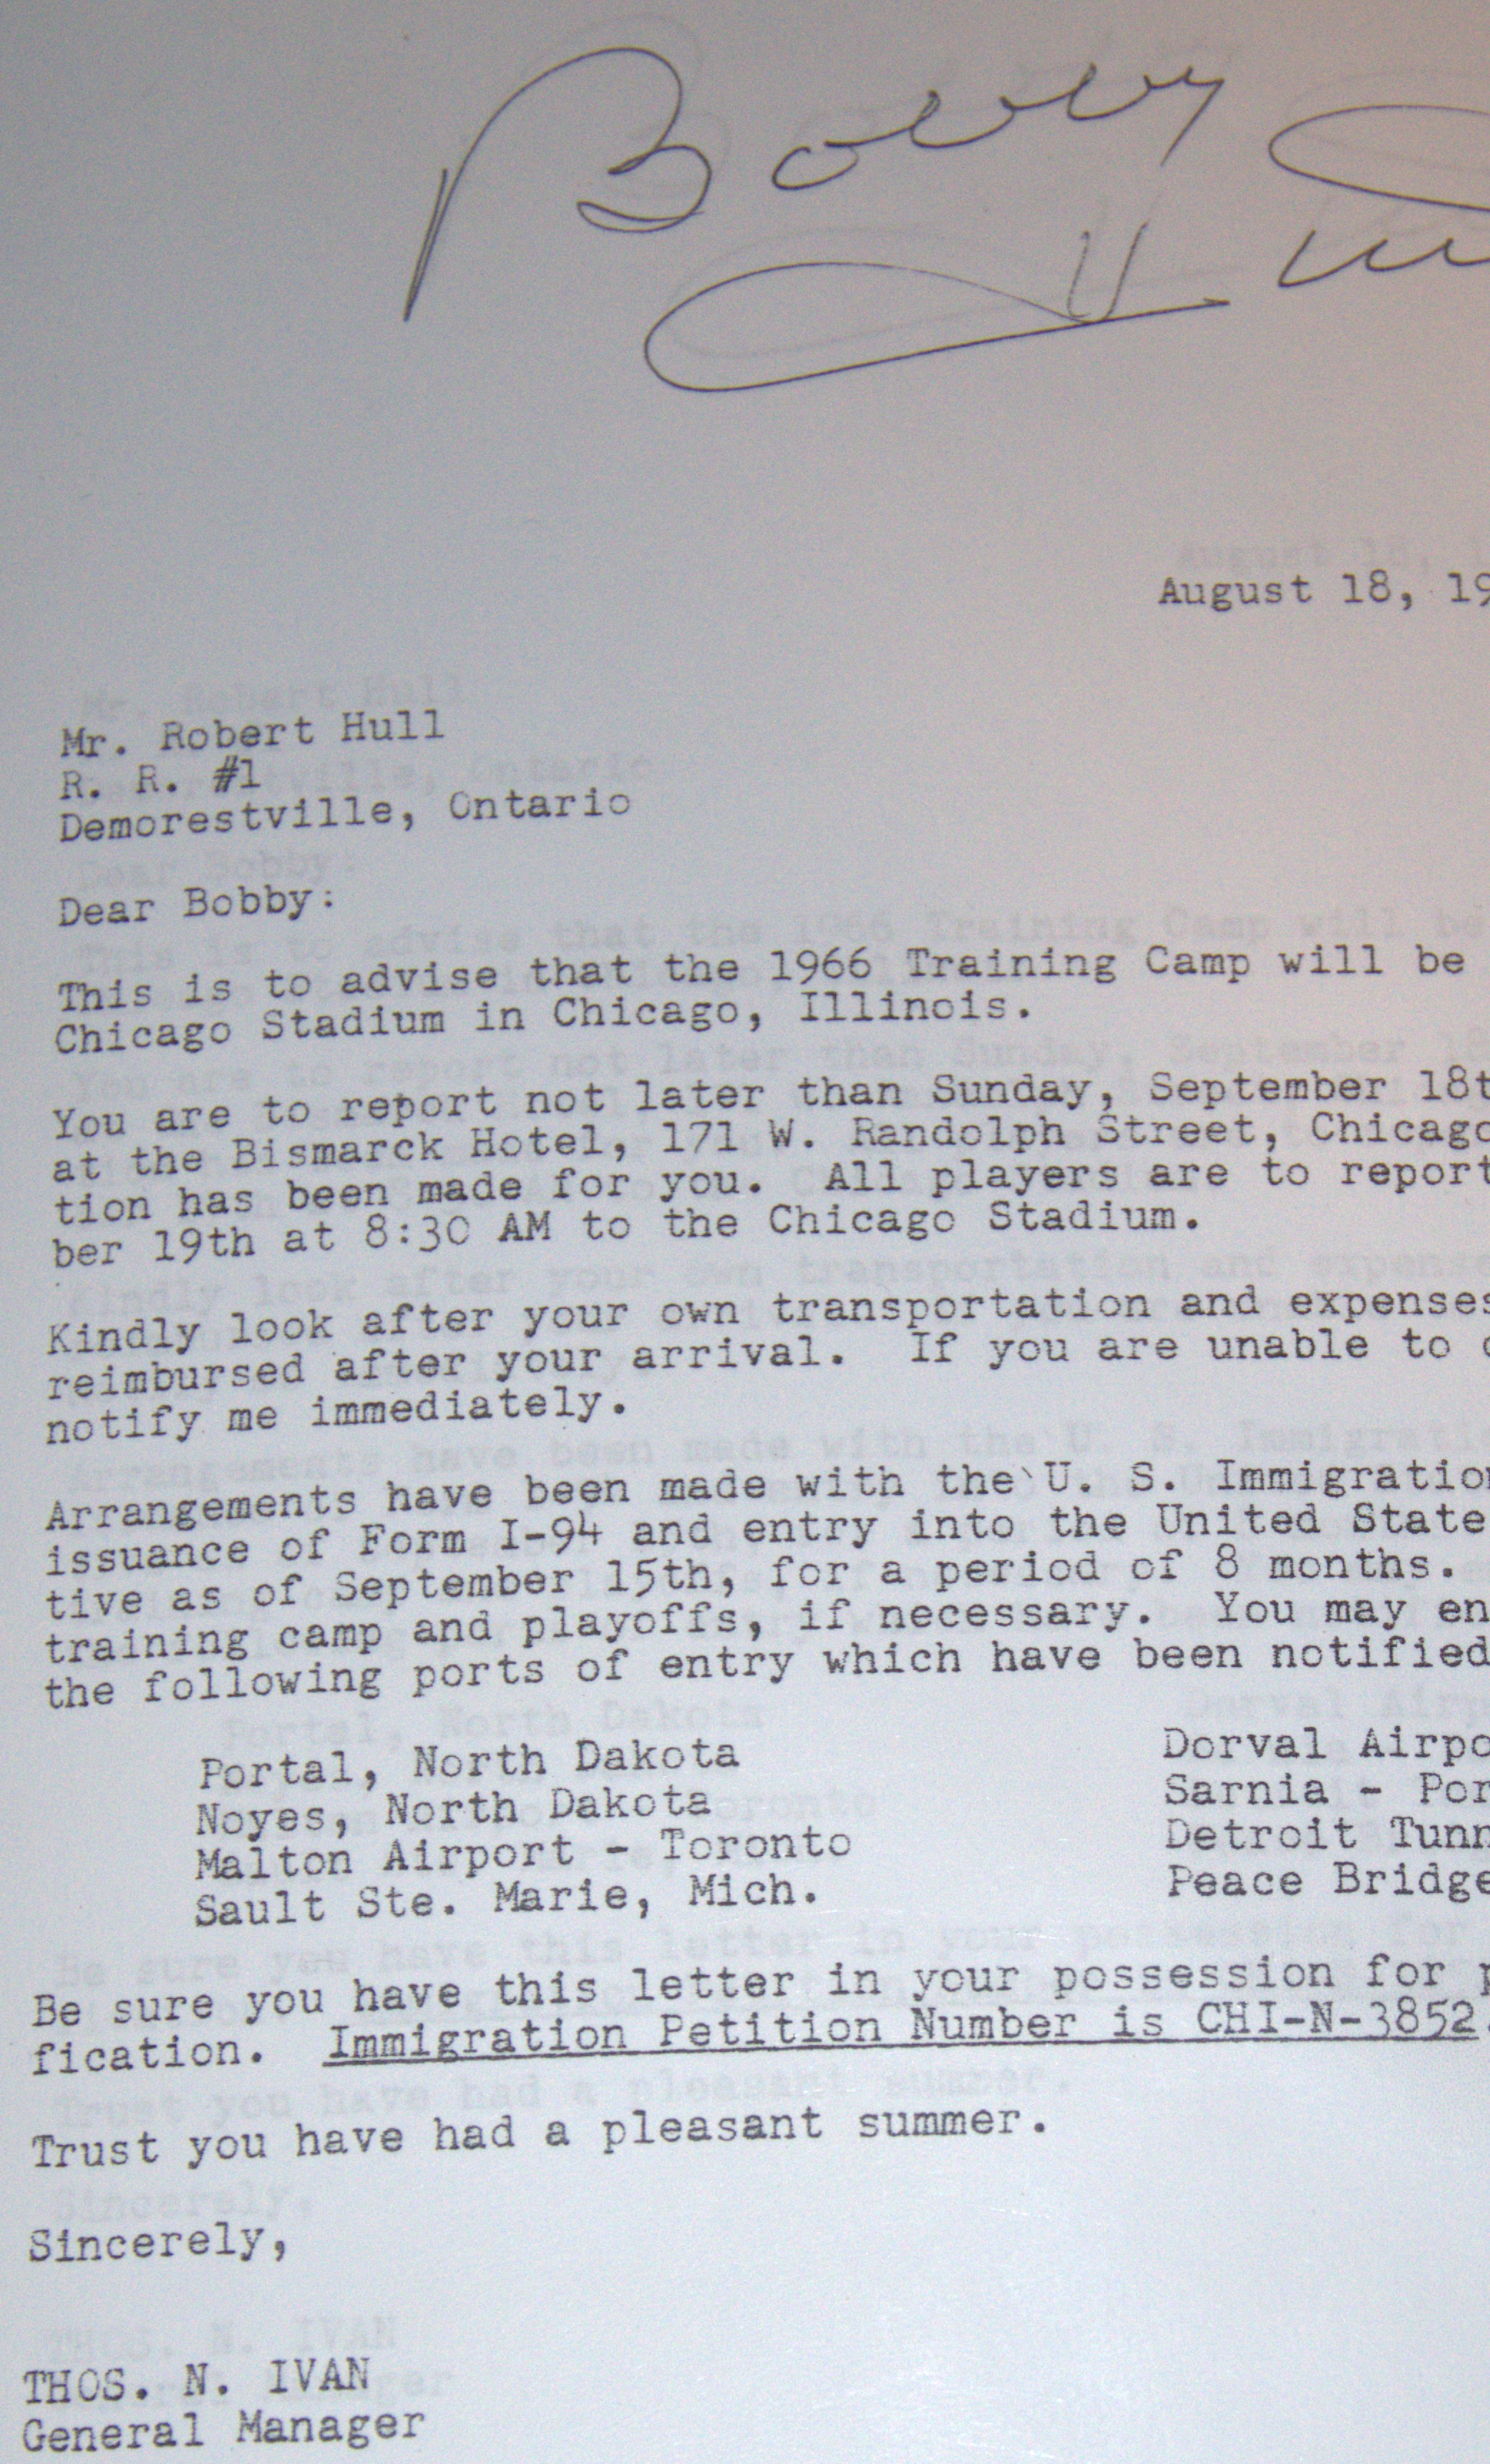 Bobby
August 18, 19
Mr. Robert Hull
R. R. #1
Demorestville, Ontario
Dear Bobby:
This is to advise that the 1966 Training Camp will be
Chicago Stadium in Chicago, Illinois.
You are to report not later than Sunday, September 18t
at the Bismarck Hotel, 171 W. Randolph Street, Chicago
tion has been made for you. All players are to report
ber 19th at 8:30 AM to the Chicago Stadium.
Kindly look after your own transportation and expenses
reimbursed after your arrival. If you are unable to
notify me immediately.
Arrangements have been made with the U. S. Immigration
issuance of Form I-94 and entry into the United State
tive as of September 15th, for a period of 8 months.
training camp and playoffs, if necessary. You may en
the following ports of entry which have been notified
Portal, North Dakota
Noyes, North Dakota
Malton Airport - Toronto
Sault Ste. Marie, Mich.
Dorval Airpo
Sarnia - Por
Detroit Tunn
Peace Bridge
Be sure you have this letter in your possession for p
fication. Immigration Petition Number is CHI-N-3852.
Trust you have had a pleasant summer.
Sincerely,
THOS. N. IVAN
General Manager